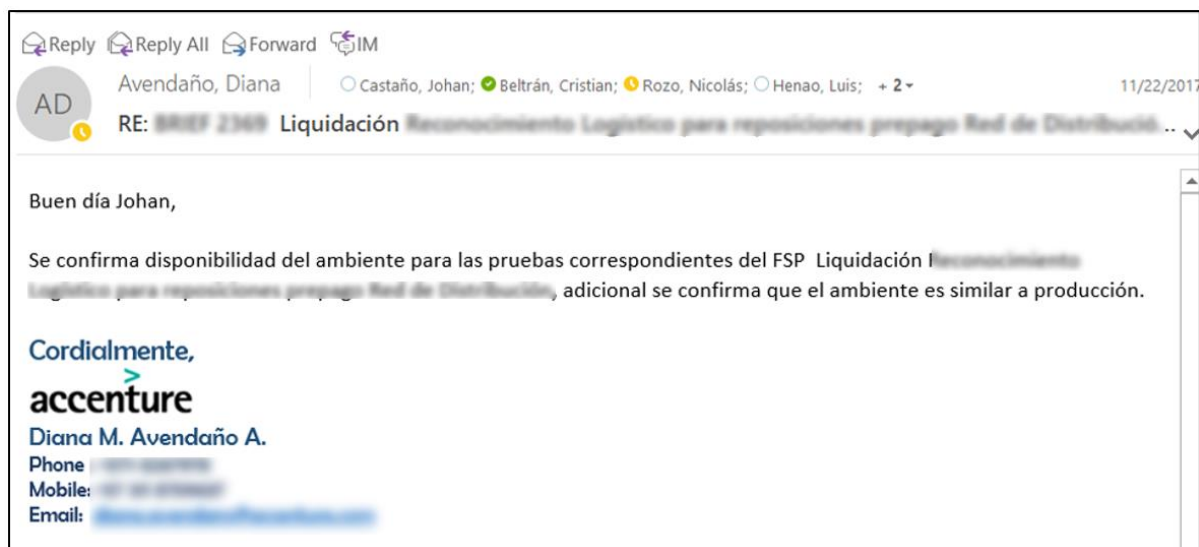 Reply Reply All Forward IM
AD
Avendaño, Diana
Castaño, Johan; Beltrán, Cristian; Rozo, Nicolás; Henao, Luis; + 2
11/22/2017
RE: Liquidación ...
Buen día Johan,
Se confirma disponibilidad del ambiente para las pruebas correspondientes del FSP Liquidación
, adicional se confirma que el ambiente es similar a producción.
Cordialmente,
accenture
Diana M. Avendaño A.
Phone
Mobile:
Email: